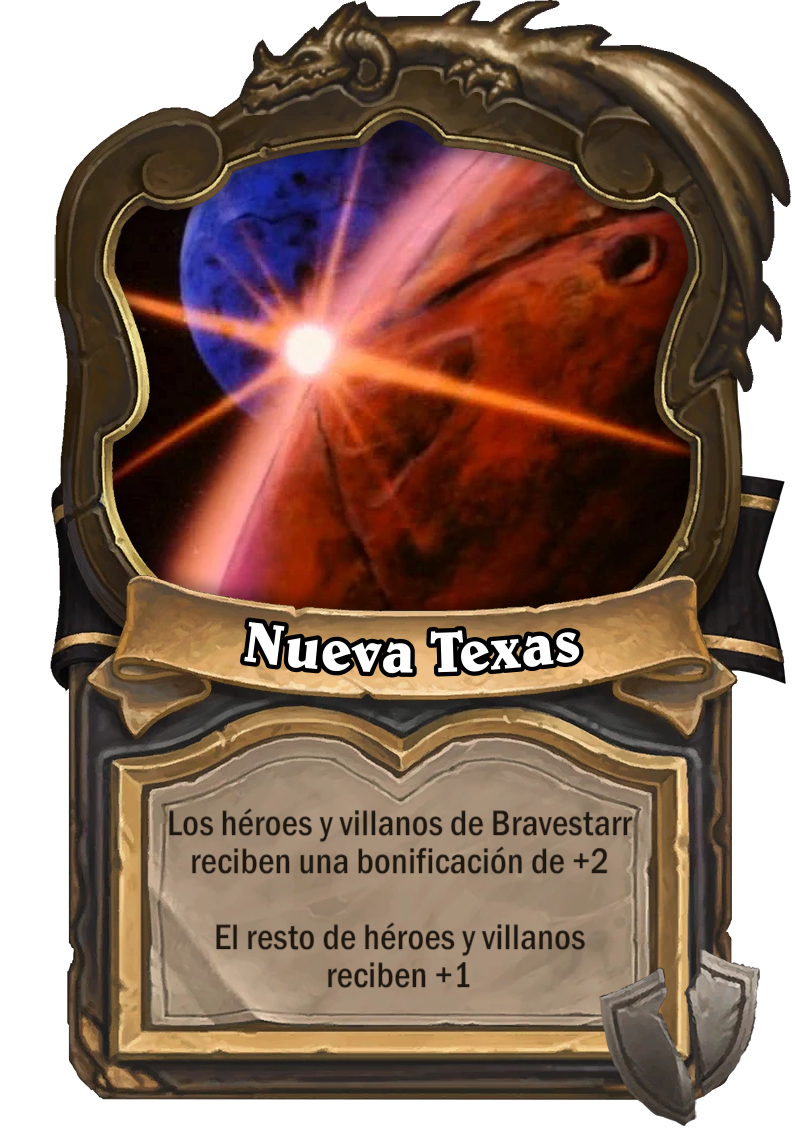 Nueva Texas
Los héroes y villanos de Bravestarr
reciben una bonificación de +2
El resto de héroes y villanos
reciben +1